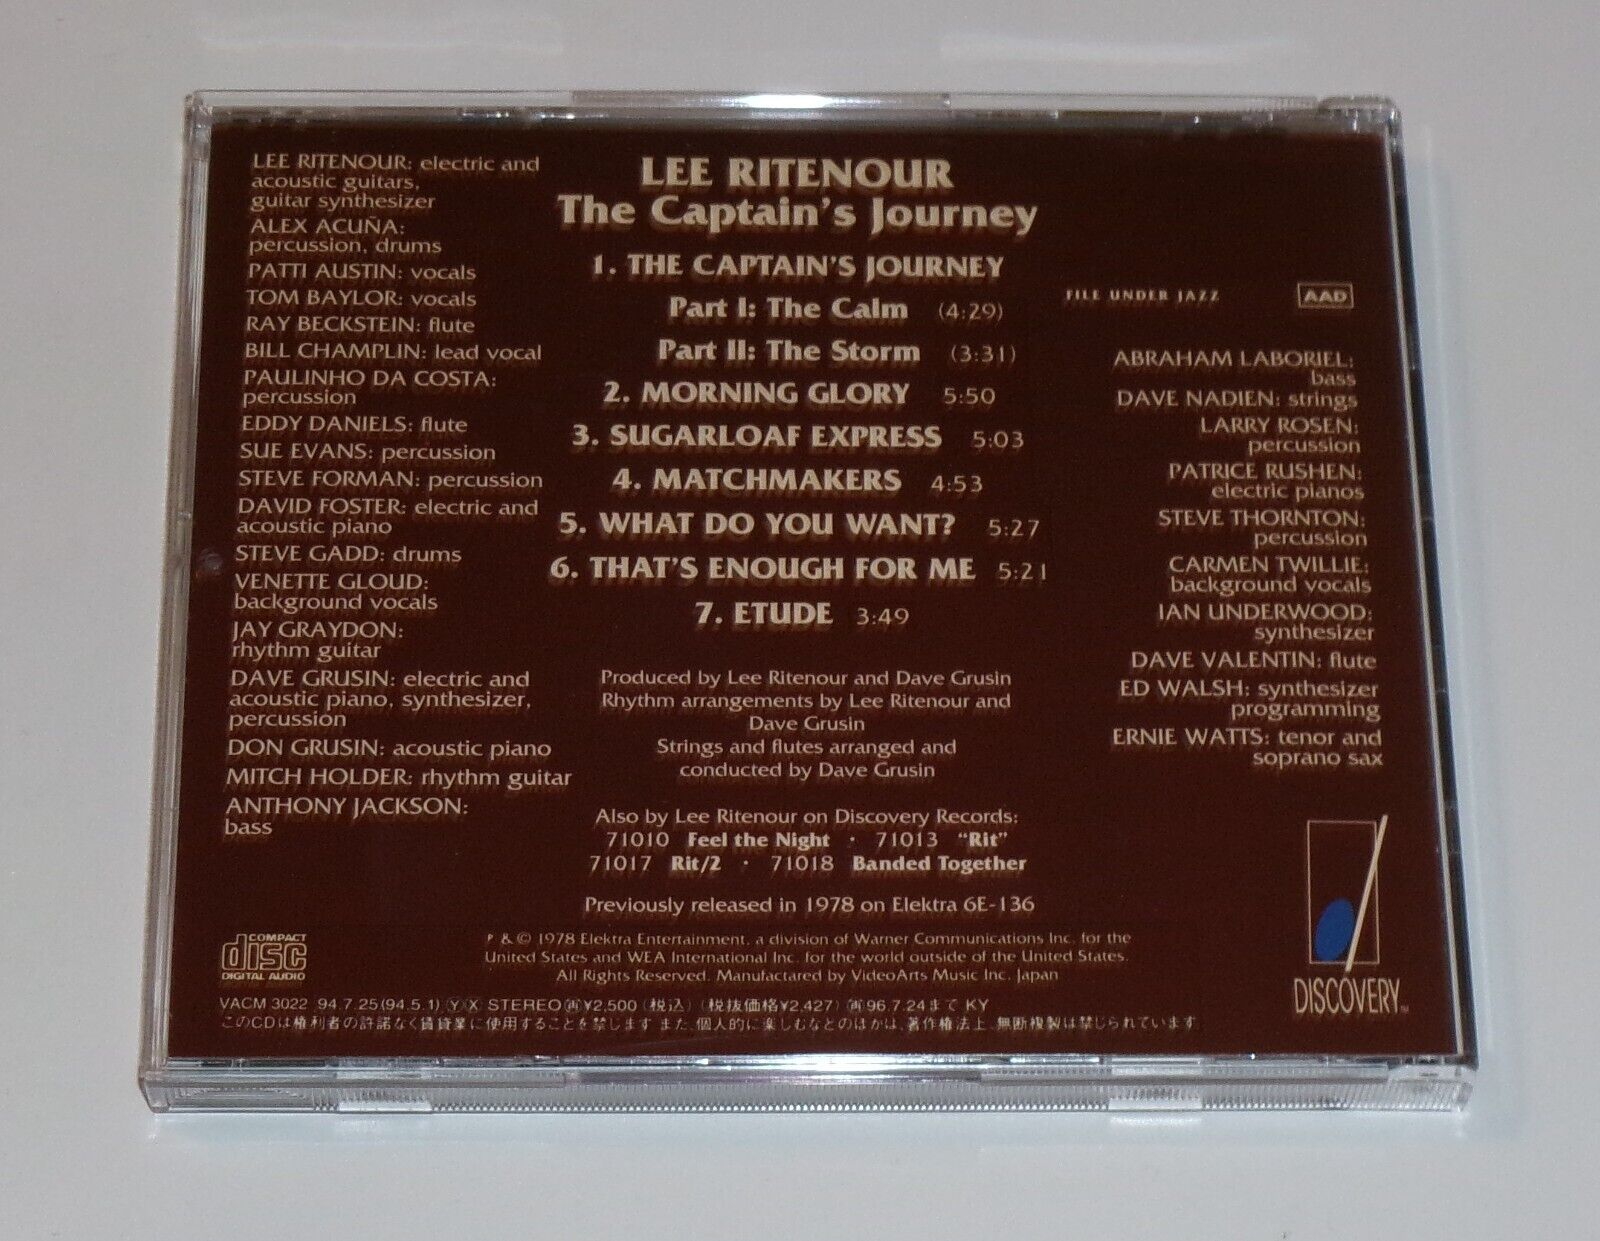 LEE RITENOUR: electric and
acoustic guitars,
guitar synthesizer
ALEX ACUÑA:
percussion, drums
PATTI AUSTIN: vocals
TOM BAYLOR: vocals
RAY BECKSTEIN: flute
BILL CHAMPLIN: lead vocal
PAULINHO DA COSTA:
percussion
EDDY DANIELS: flute
SUE EVANS: percussion
STEVE FORMAN: percussion
DAVID FOSTER: electric and
acoustic piano
STEVE GADD: drums
VENETTE GLOUD:
background vocals
JAY GRAYDON:
rhythm guitar
DAVE GRUSIN: electric and
acoustic piano, synthesizer,
percussion
DON GRUSIN: acoustic piano
MITCH HOLDER: rhythm guitar
ANTHONY JACKSON:
bass
LEE RITENOUR
The Captain's Journey
1. THE CAPTAIN'S JOURNEY
Part I: The Calm (4:29)
Part II: The Storm (3:31)
2. MORNING GLORY 5:50
3. SUGARLOAF EXPRESS 5:03
4. MATCHMAKERS 4:53
5. WHAT DO YOU WANT? 5:27
6. THAT'S ENOUGH FOR ME 5:21
7. ETUDE 3:49
Produced by Lee Ritenour and Dave Grusin
Rhythm arrangements by Lee Ritenour and
Dave Grusin
Strings and flutes arranged and
conducted by Dave Grusin
Also by Lee Ritenour on Discovery Records:
71010 Feel the Night · 71013 "Rit"
71017 Rit/2 · 71018 Banded Together
Previously released in 1978 on Elektra 6E-136
FILE UNDER JAZZ AAD
ABRAHAM LABORIEL:
bass
DAVE NADIEN: strings
LARRY ROSEN:
percussion
PATRICE RUSHEN:
electric pianos
STEVE THORNTON:
percussion
CARMEN TWILLIE:
background vocals
IAN UNDERWOOD:
synthesizer
DAVE VALENTIN: flute
ED WALSH: synthesizer
programming
ERNIE WATTS: tenor and
soprano sax
DISCOVERY™
COMPACT
disc
DIGITAL AUDIO
℗ & © 1978 Elektra Entertainment, a division of Warner Communications Inc. for the
United States and WEA International Inc. for the world outside of the United States.
All Rights Reserved. Manufactared by VideoArts Music Inc. Japan
VACM 3022 94.7.25(94.5.1) Ⓨ Ⓧ STEREO ㊢¥2,500 (税込) (税抜価格¥2,427) ㊢96.7.24まで KY
このCDは権利者の許諾なく賃貸業に使用することを禁じます また、個人的に楽しむなどのほかは、著作権法上、無断複製は禁じられています